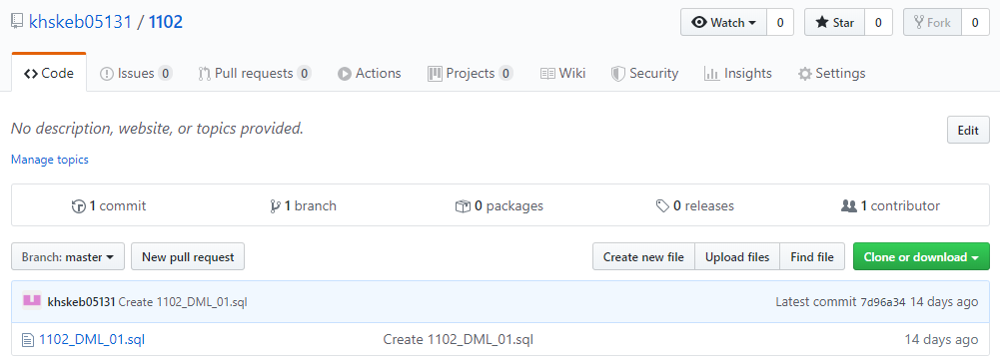 khskeb05131 / 1102 Watch 0 Star 0 Fork 0
Code Issues 0 Pull requests 0 Actions Projects 0 Wiki Security Insights Settings
No description, website, or topics provided. Edit
Manage topics
1 commit 1 branch 0 packages 0 releases 1 contributor
Branch: master New pull request Create new file Upload files Find file Clone or download
khskeb05131 Create 1102_DML_01.sql Latest commit 7d96a34 14 days ago
1102_DML_01.sql Create 1102_DML_01.sql 14 days ago